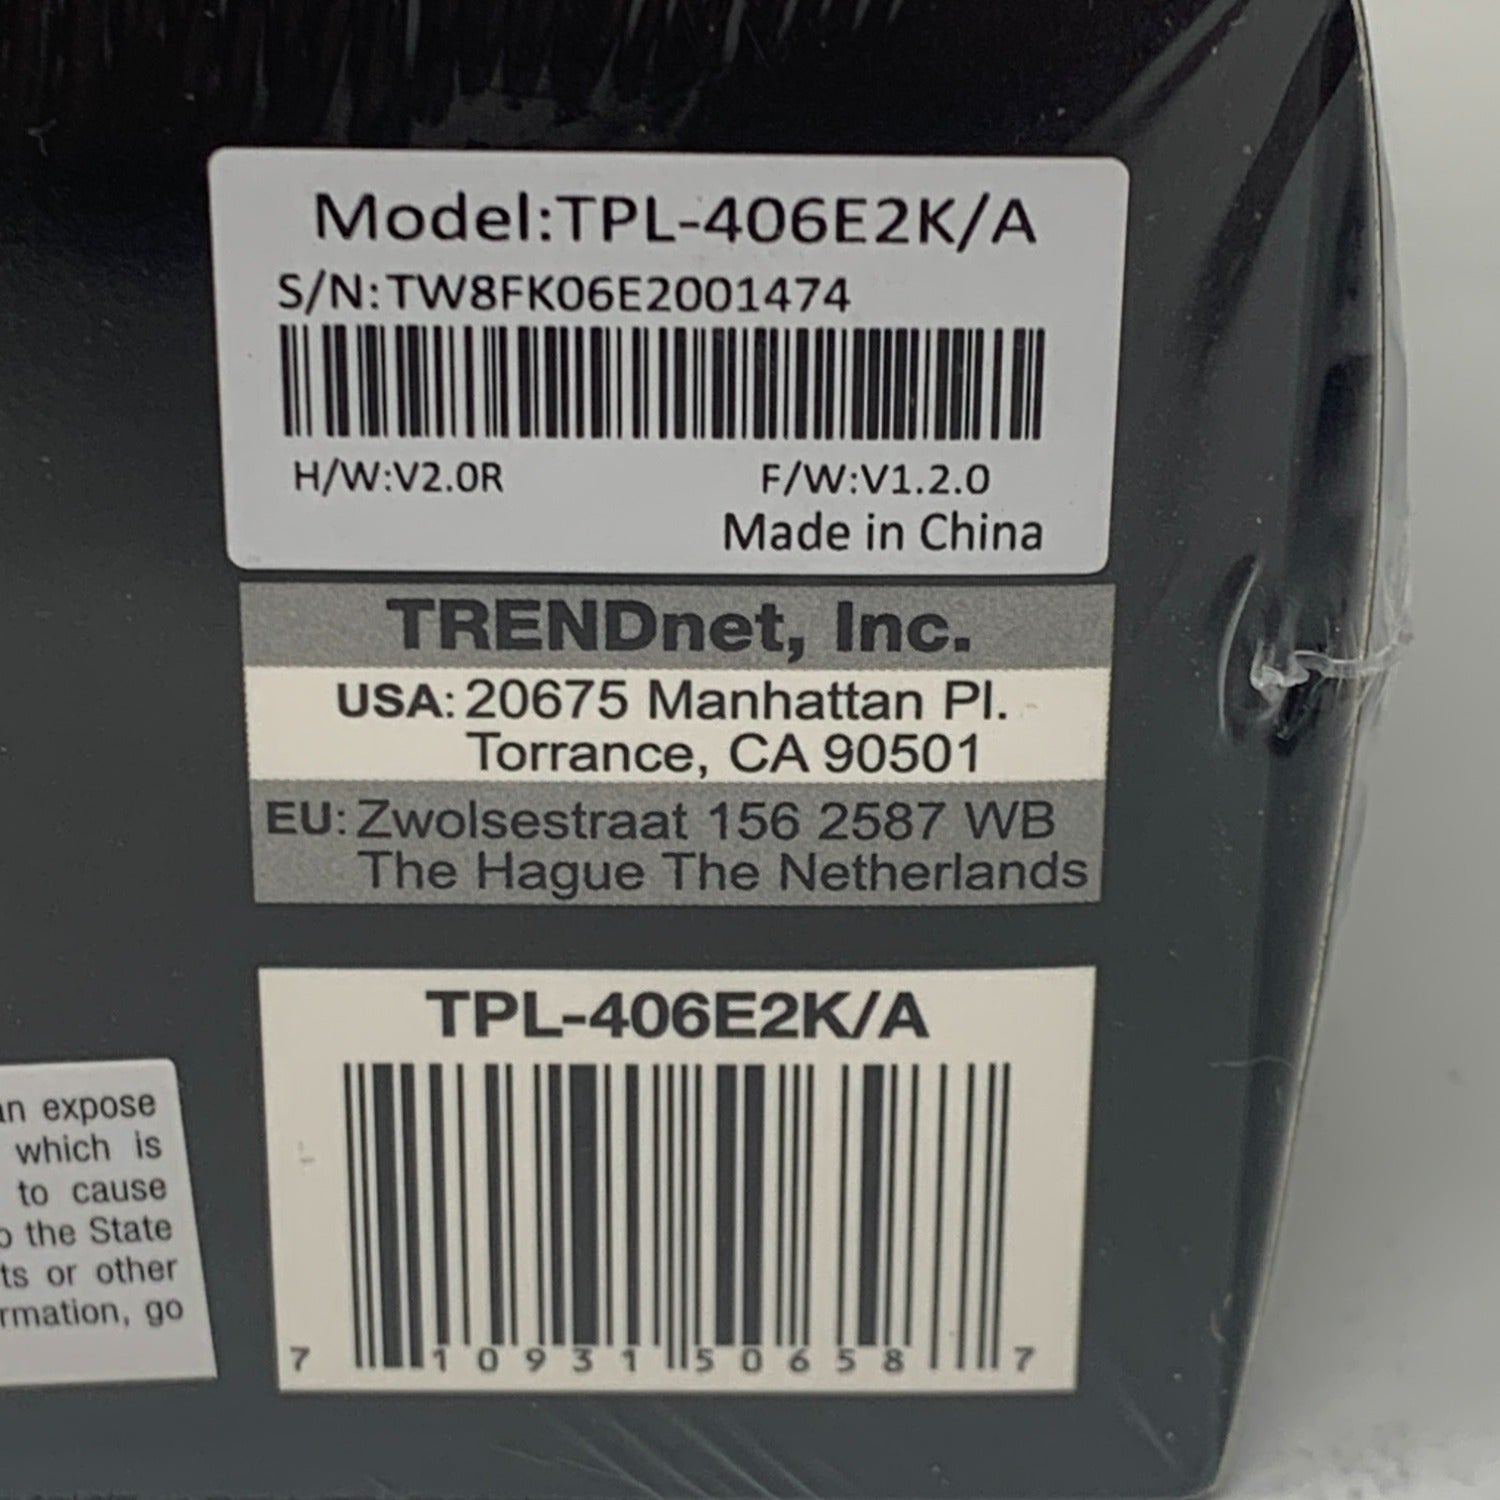 Model:TPL-406E2K/A
S/N:TW8FK06E2001474
H/W:V2.0R F/W:V1.2.0
Made in China
TRENDnet, Inc.
USA: 20675 Manhattan Pl.
Torrance, CA 90501
EU: Zwolsestraat 156 2587 WB
The Hague The Netherlands
TPL-406E2K/A
7 10931 50658 7
expose
which is
to cause
the State
or other
go